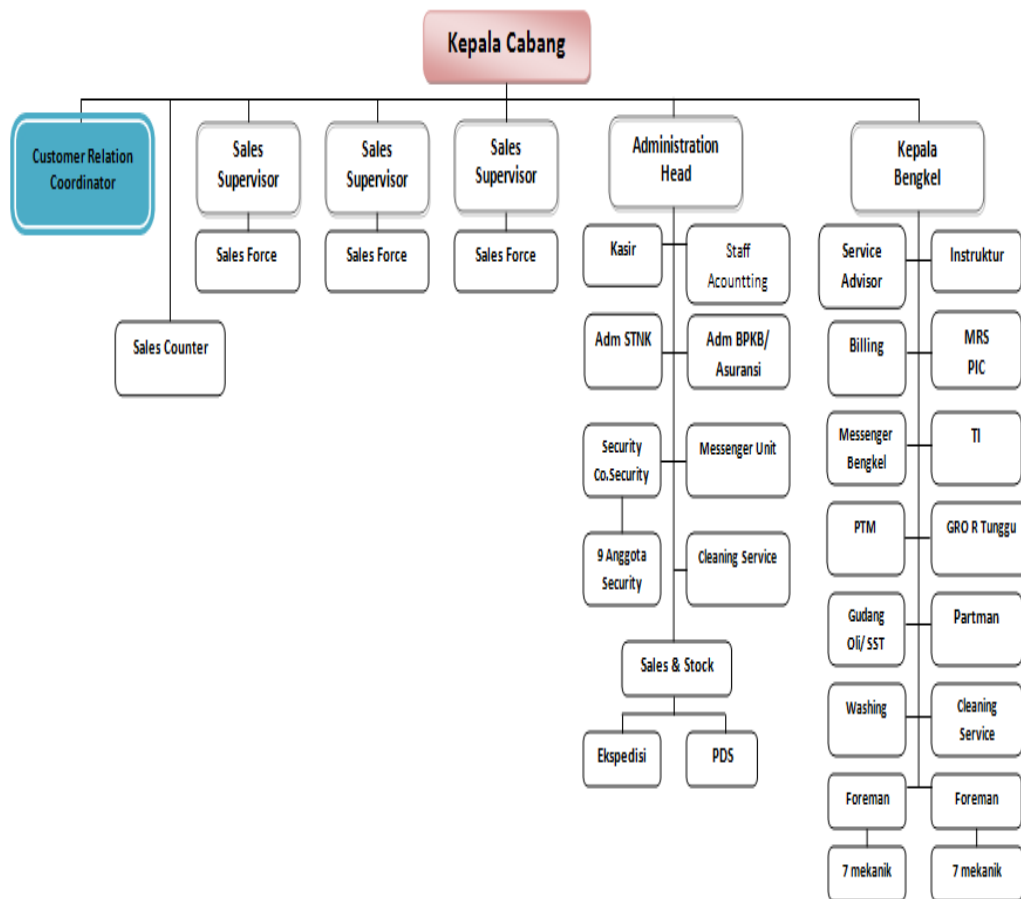 Kepala Cabang
Customer Relation
Coordinator
Sales
Supervisor
Sales
Supervisor
Sales
Supervisor
Administration
Head
Kepala
Bengkel
Sales Force
Sales Force
Sales Force
Sales Counter
Kasir
Staff
Acountting
Adm STNK
Adm BPKB/
Asuransi
Security
Co.Security
Messenger Unit
9 Anggota
Security
Cleaning Service
Sales & Stock
Ekspedisi
PDS
Service
Advisor
Instruktur
Billing
MRS
PIC
Messenger
Bengkel
TI
PTM
GRO R Tunggu
Gudang
Oli/ SST
Partman
Washing
Cleaning
Service
Foreman
Foreman
7 mekanik
7 mekanik